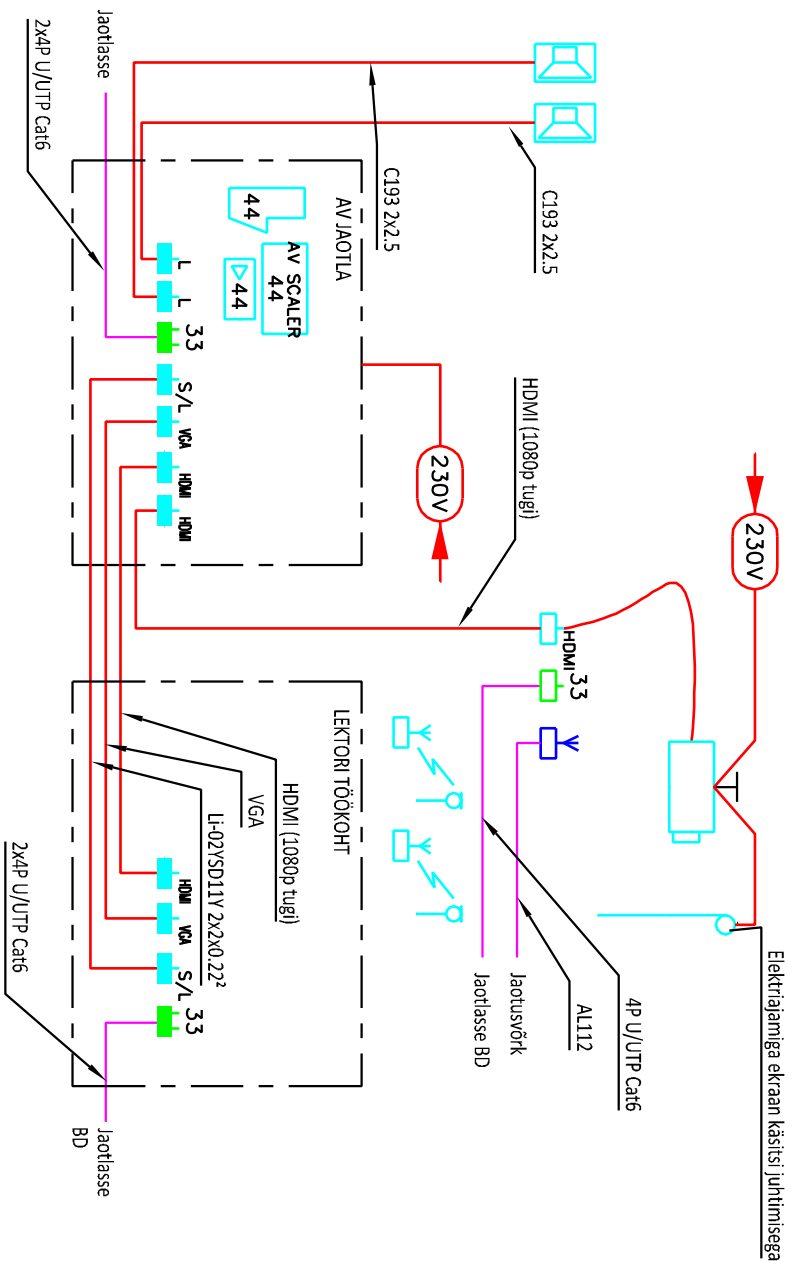 Elektriajamiga ekraan käsitsi juhtimisega
230V
230V
HDMI
33
4P U/UTP Cat6
AL112
Jaotusvõrk
Jaotlasse BD
HDMI (1080p tugi)
C193 2x2.5
C193 2x2.5
AV JAOTLA
44
AV SCALER
44
44
L
L
33
S/L
VGA
HDMI
HDMI
Jaotlasse
2x4P U/UTP Cat6
LEKTORI TÖÖKOHT
HDMI (1080p tugi)
VGA
Li-02YSD11Y 2x2x0.22²
HDMI
VGA
S/L
33
Jaotlasse
BD
2x4P U/UTP Cat6